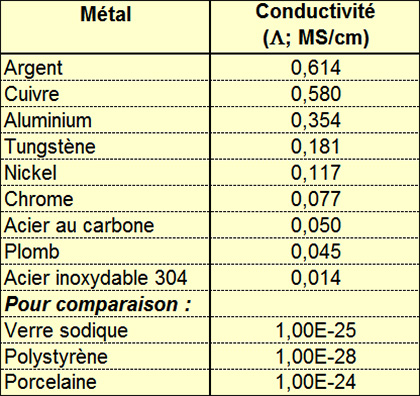 Métal Conductivité
(Λ; MS/cm)
Argent 0,614
Cuivre 0,580
Aluminium 0,354
Tungstène 0,181
Nickel 0,117
Chrome 0,077
Acier au carbone 0,050
Plomb 0,045
Acier inoxydable 304 0,014
Pour comparaison :
Verre sodique 1,00E-25
Polystyrène 1,00E-28
Porcelaine 1,00E-24